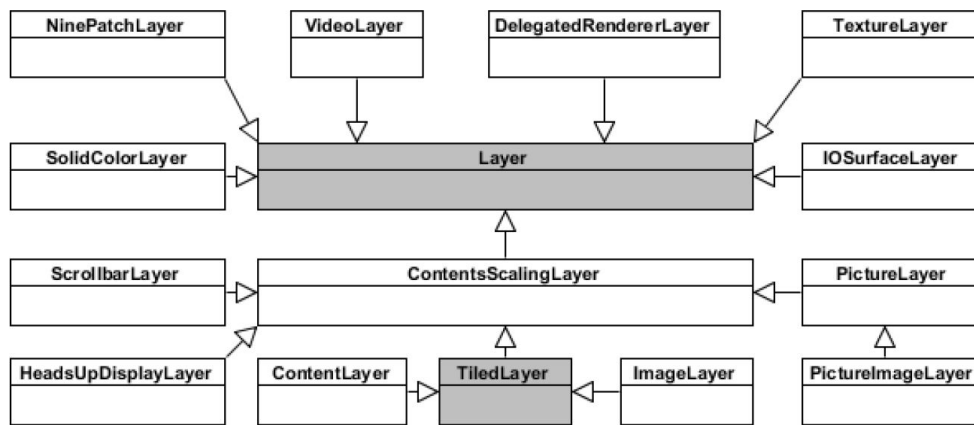 NinePatchLayer
VideoLayer
DelegatedRendererLayer
TextureLayer
SolidColorLayer
Layer
IOSurfaceLayer
ScrollbarLayer
ContentsScalingLayer
PictureLayer
HeadsUpDisplayLayer
ContentLayer
TiledLayer
ImageLayer
PictureImageLayer